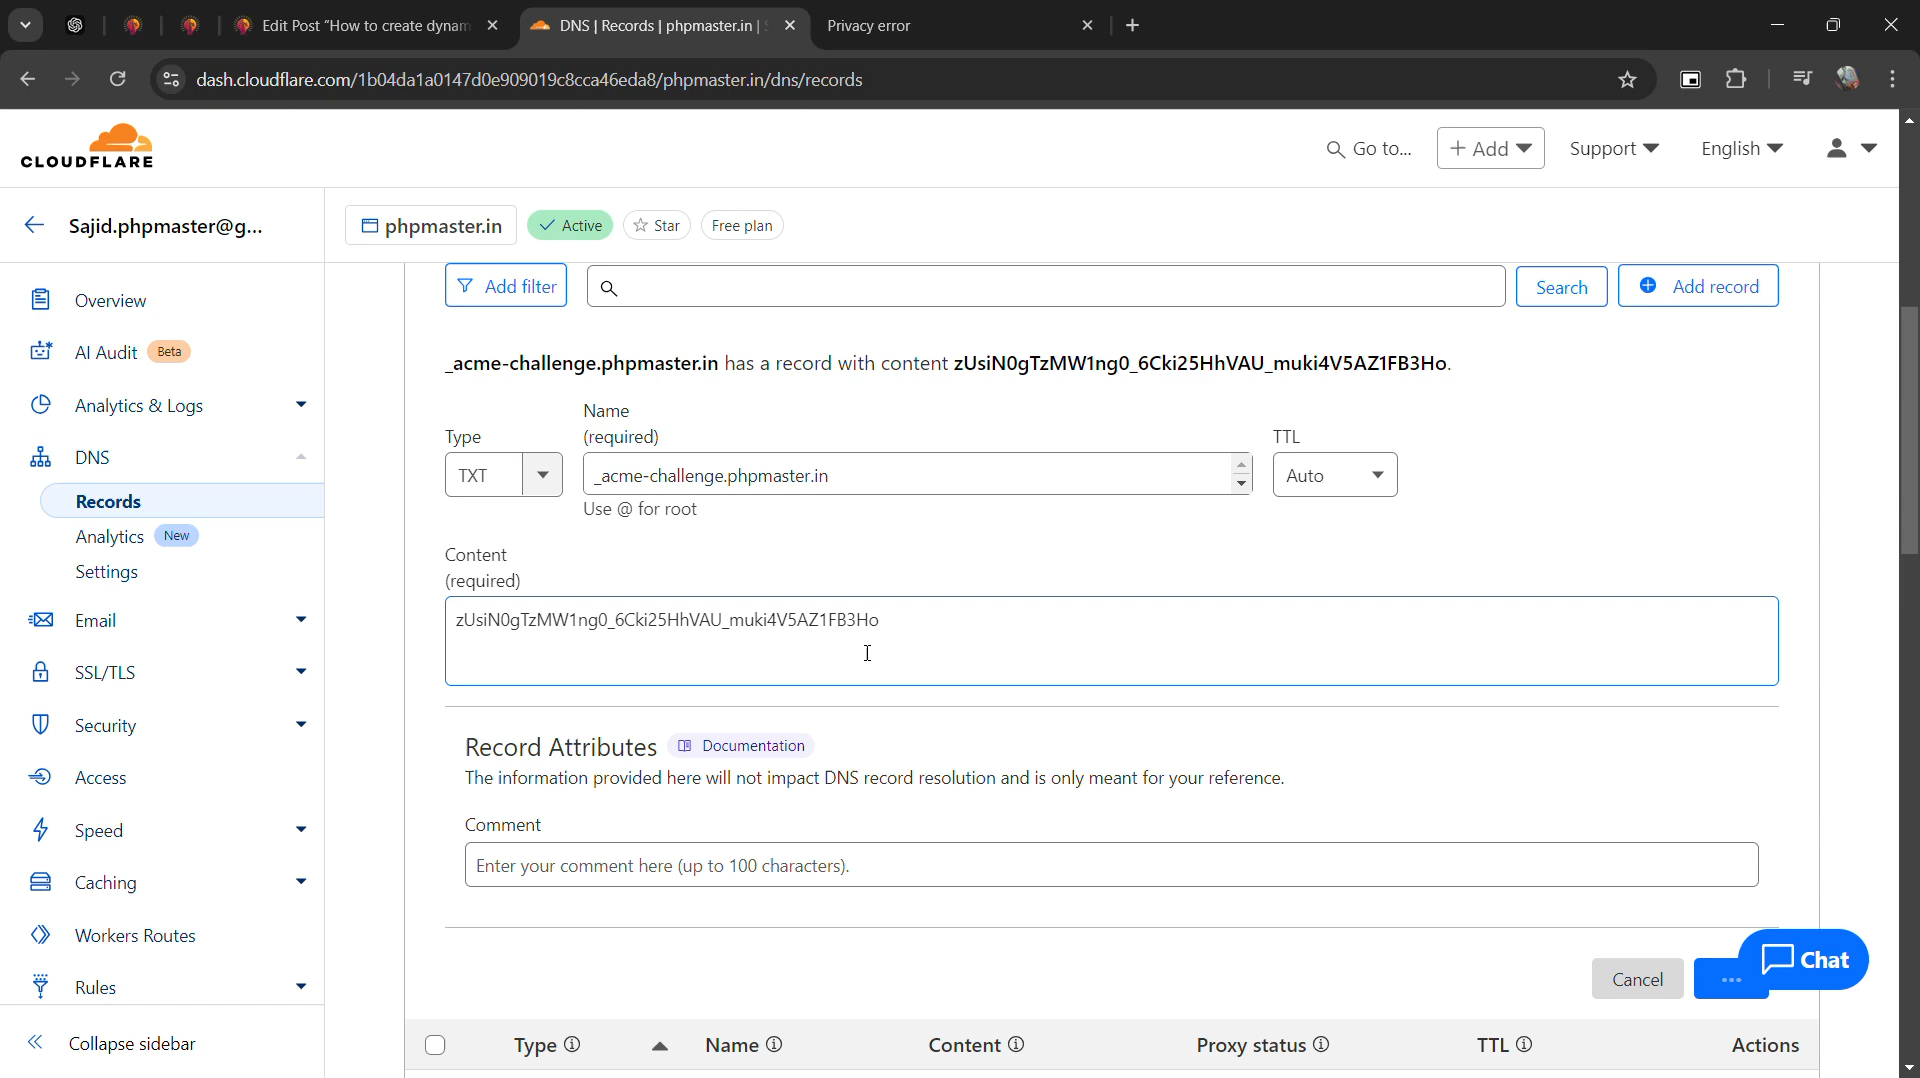 Edit Post "How to create dynam
DNS | Records | phpmaster.in |
Privacy error
dash.cloudflare.com/1b04da1a0147d0e909019c8cca46eda8/phpmaster.in/dns/records
CLOUDFLARE
Go to...
Add
Support
English
Sajid.phpmaster@g...
phpmaster.in
Active
Star
Free plan
Overview
AI Audit Beta
Analytics & Logs
DNS
Records
Analytics New
Settings
Email
SSL/TLS
Security
Access
Speed
Caching
Workers Routes
Rules
Collapse sidebar
Add filter
Search
Add record
_acme-challenge.phpmaster.in has a record with content zUsiN0gTzMW1ng0_6Cki25HhVAU_muki4V5AZ1FB3Ho.
Type
Name
(required)
TTL
TXT
_acme-challenge.phpmaster.in
Auto
Use @ for root
Content
(required)
zUsiN0gTzMW1ng0_6Cki25HhVAU_muki4V5AZ1FB3Ho
Record Attributes Documentation
The information provided here will not impact DNS record resolution and is only meant for your reference.
Comment
Enter your comment here (up to 100 characters).
Cancel
...
Chat
Type
Name
Content
Proxy status
TTL
Actions